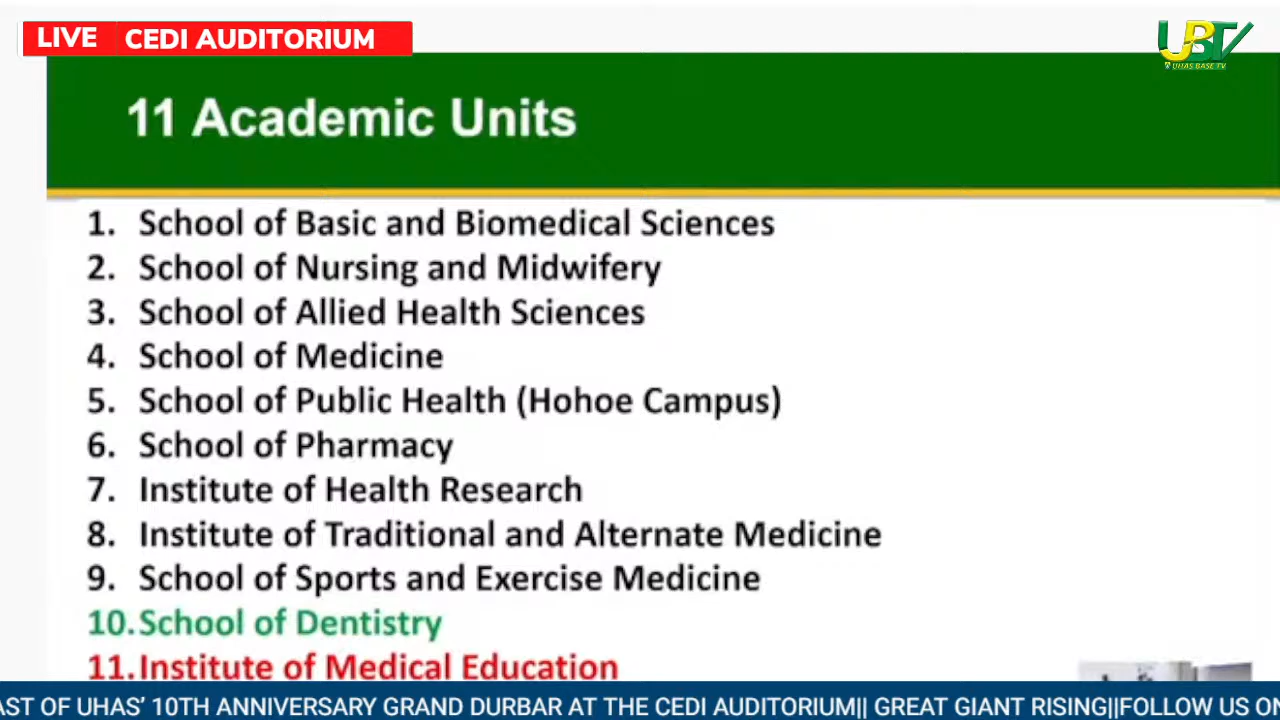 LIVE CEDI AUDITORIUM
UBTV
UHAS BASE TV
11 Academic Units
1. School of Basic and Biomedical Sciences
2. School of Nursing and Midwifery
3. School of Allied Health Sciences
4. School of Medicine
5. School of Public Health (Hohoe Campus)
6. School of Pharmacy
7. Institute of Health Research
8. Institute of Traditional and Alternate Medicine
9. School of Sports and Exercise Medicine
10. School of Dentistry
11. Institute of Medical Education
AST OF UHAS' 10TH ANNIVERSARY GRAND DURBAR AT THE CEDI AUDITORIUM|| GREAT GIANT RISING||FOLLOW US ON